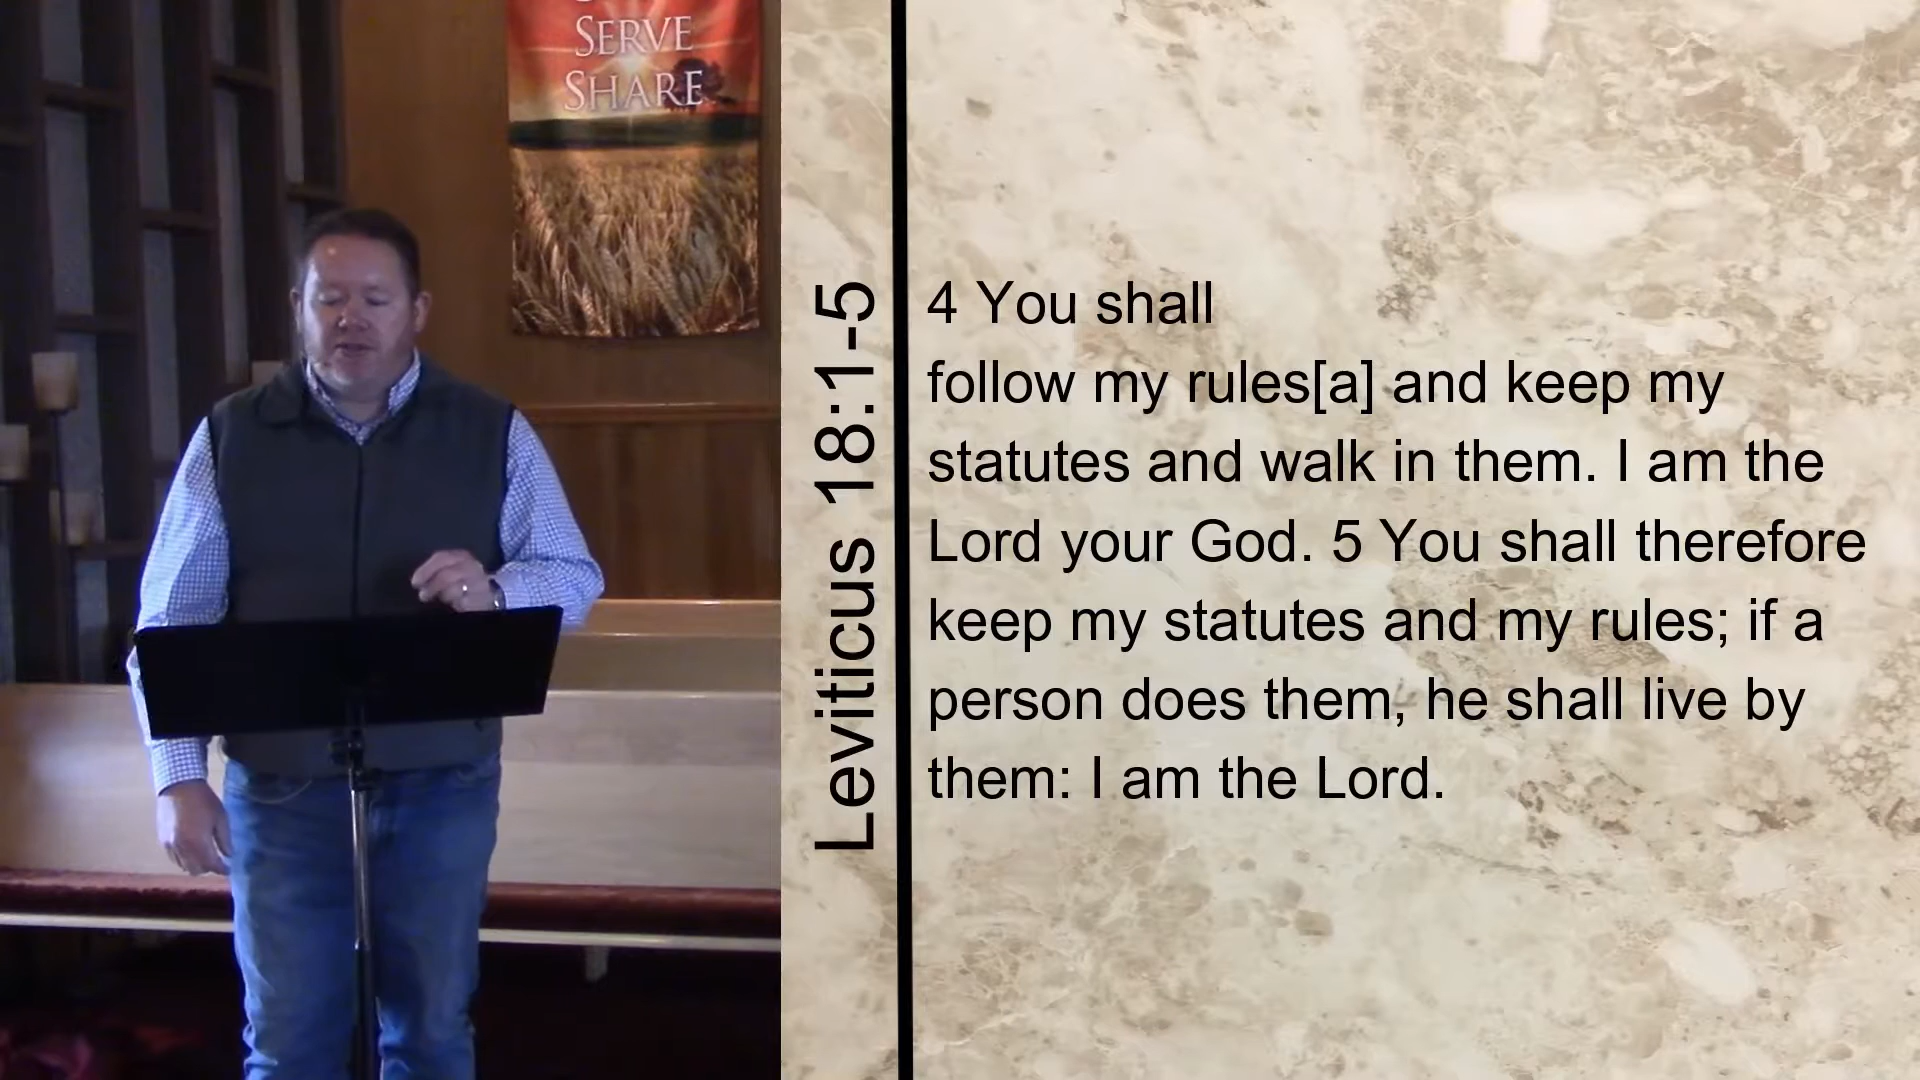 SERVE
SHARE
Leviticus 18:1-5
4 You shall
follow my rules[a] and keep my
statutes and walk in them. I am the
Lord your God. 5 You shall therefore
keep my statutes and my rules; if a
person does them, he shall live by
them: I am the Lord.